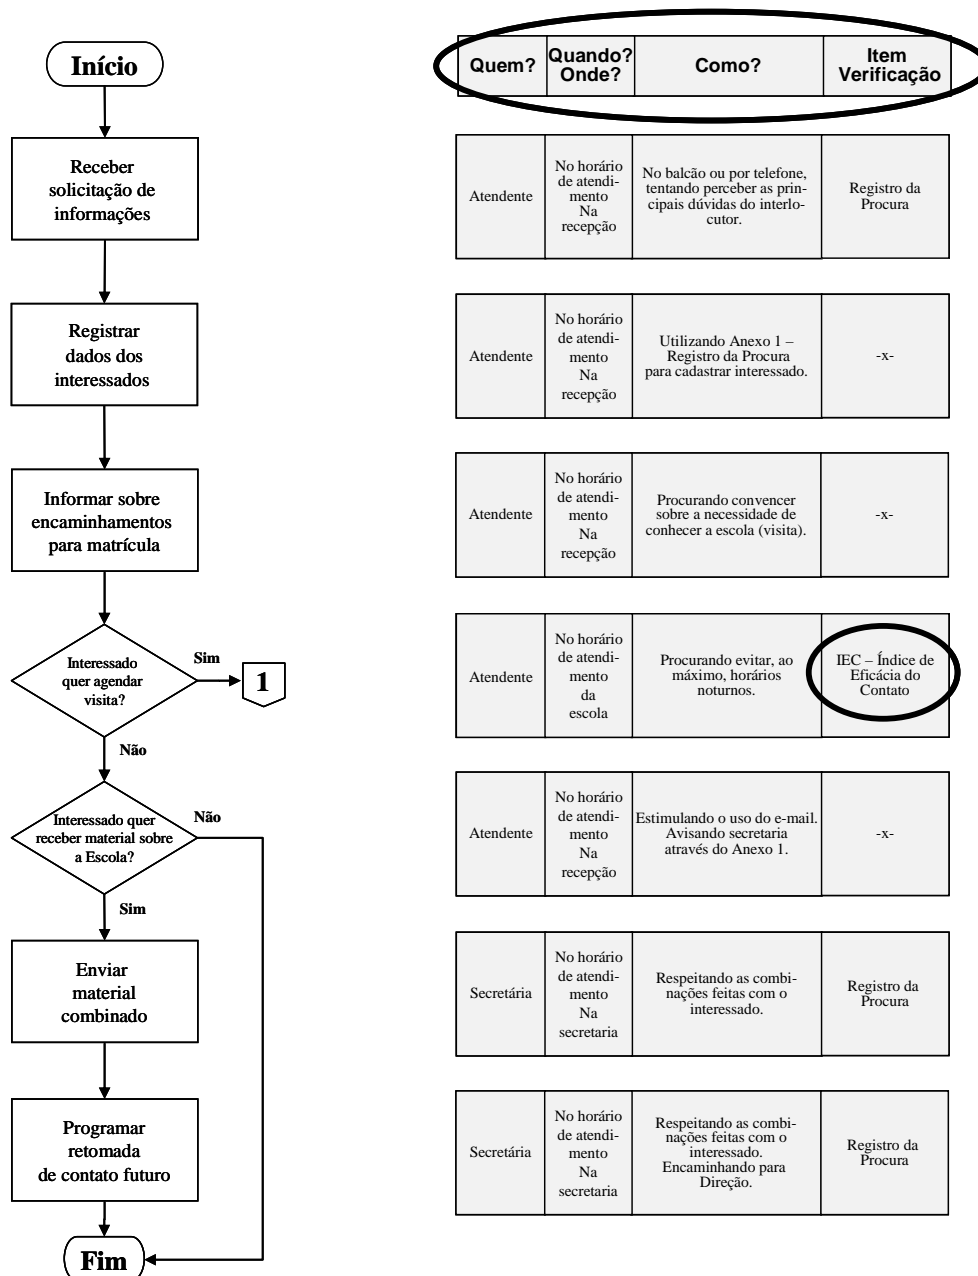 Início
Quem?
Quando?
Onde?
Como?
Item
Verificação
Receber
solicitação de
informações
Atendente
No horário
de atendi-
mento
Na
recepção
No balcão ou por telefone,
tentando perceber as prin-
cipais dúvidas do interlo-
cutor.
Registro da
Procura
Registrar
dados dos
interessados
Atendente
No horário
de atendi-
mento
Na
recepção
Utilizando Anexo 1 –
Registro da Procura
para cadastrar interessado.
-x-
Informar sobre
encaminhamentos
para matrícula
Atendente
No horário
de atendi-
mento
Na
recepção
Procurando convencer
sobre a necessidade de
conhecer a escola (visita).
-x-
Interessado
quer agendar
visita?
Sim
1
Não
Atendente
No horário
de atendi-
mento
da
escola
Procurando evitar, ao
máximo, horários
noturnos.
IEC – Índice de
Eficácia do
Contato
Interessado quer
receber material sobre
a Escola?
Não
Sim
Atendente
No horário
de atendi-
mento
Na
recepção
Estimulando o uso do e-mail.
Avisando secretaria
através do Anexo 1.
-x-
Enviar
material
combinado
Secretária
No horário
de atendi-
mento
Na
secretaria
Respeitando as combi-
nações feitas com o
interessado.
Registro da
Procura
Programar
retomada
de contato futuro
Secretária
No horário
de atendi-
mento
Na
secretaria
Respeitando as combi-
nações feitas com o
interessado.
Encaminhando para
Direção.
Registro da
Procura
Fim